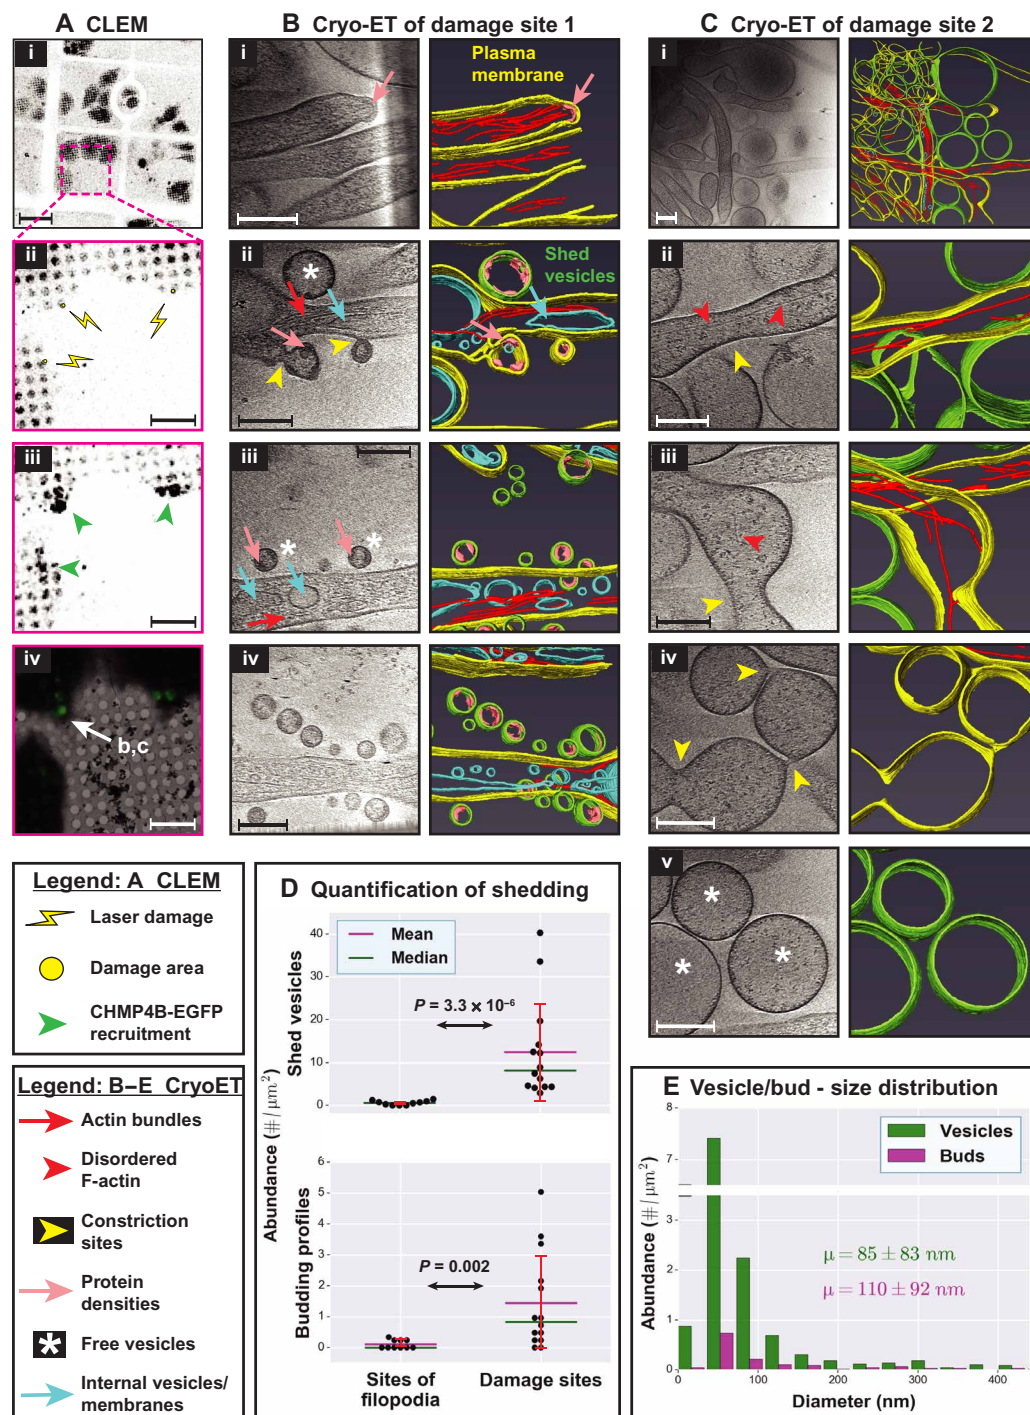 A CLEM
B Cryo-ET of damage site 1
C Cryo-ET of damage site 2
i
ii
iii
iv
b,c
i
Plasma
membrane
ii
Shed
vesicles
iii
iv
i
ii
iii
iv
v
Legend: A CLEM
Laser damage
Damage area
CHMP4B-EGFP
recruitment
Legend: B–E CryoET
Actin bundles
Disordered
F-actin
Constriction
sites
Protein
densities
Free vesicles
Internal vesicles/
membranes
D Quantification of shedding
Mean
Median
P = 3.3 × 10⁻⁶
40
30
20
10
0
Shed vesicles
Abundance (#/μm²)
6
5
4
3
2
1
0
P = 0.002
Budding profiles
Sites of
filopodia
Damage sites
E Vesicle/bud - size distribution
8
7
3
2
1
0
Vesicles
Buds
μ = 85 ± 83 nm
μ = 110 ± 92 nm
Abundance (#/μm²)
0 100 200 300 400
Diameter (nm)